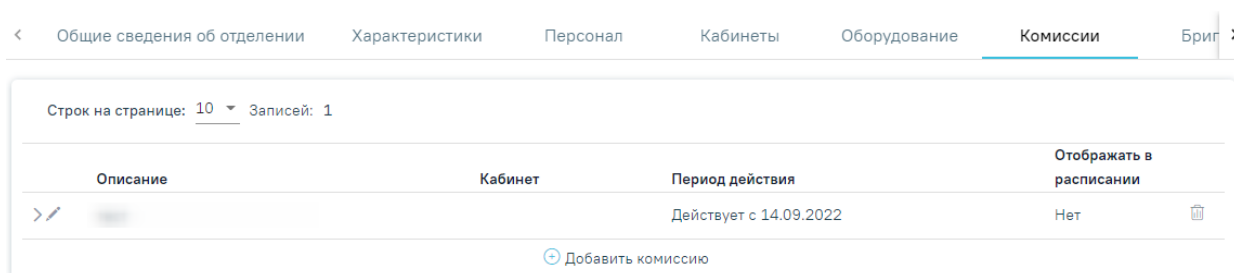 Общие сведения об отделении Характеристики Персонал Кабинеты Оборудование Комиссии Бриг
Строк на странице: 10 Записей: 1
Описание Кабинет Период действия Отображать в расписании
Действует с 14.09.2022 Нет
Добавить комиссию